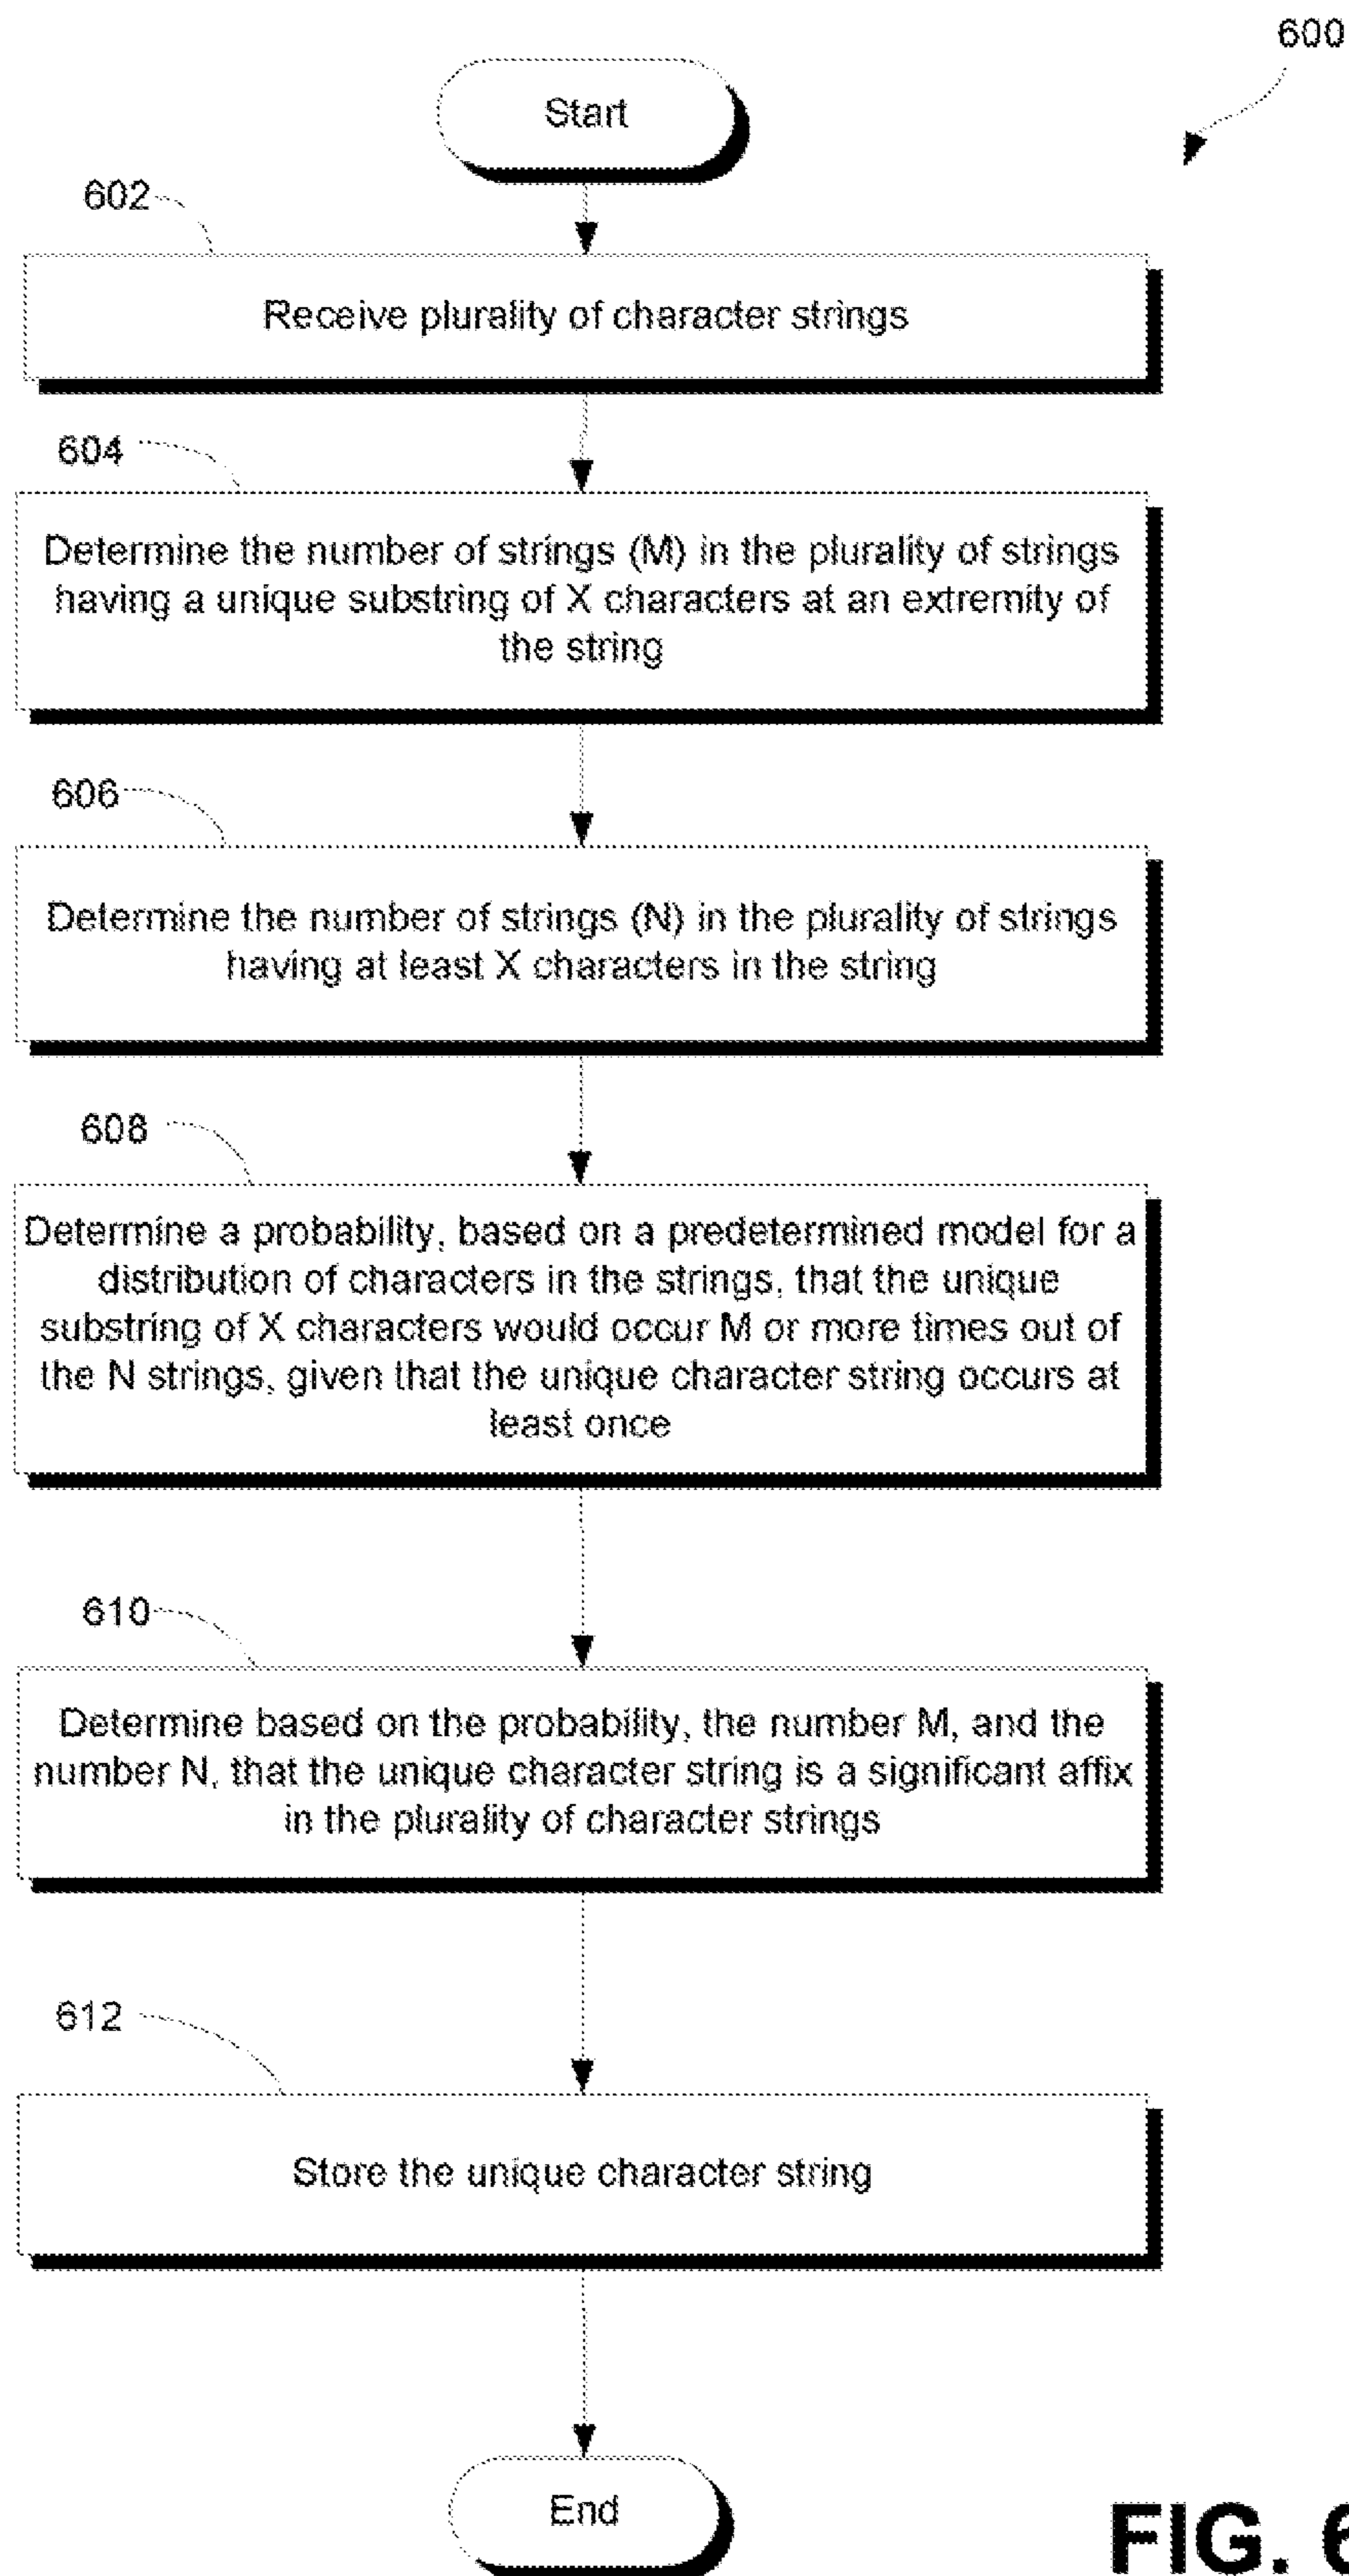 600
Start
602
Receive plurality of character strings
604
Determine the number of strings (M) in the plurality of strings
having a unique substring of X characters at an extremity of
the string
606
Determine the number of strings (N) in the plurality of strings
having at least X characters in the string
608
Determine a probability, based on a predetermined model for a
distribution of characters in the strings, that the unique
substring of X characters would occur M or more times out of
the N strings, given that the unique character string occurs at
least once
610
Determine based on the probability, the number M, and the
number N, that the unique character string is a significant affix
in the plurality of character strings
612
Store the unique character string
End
FIG. 6